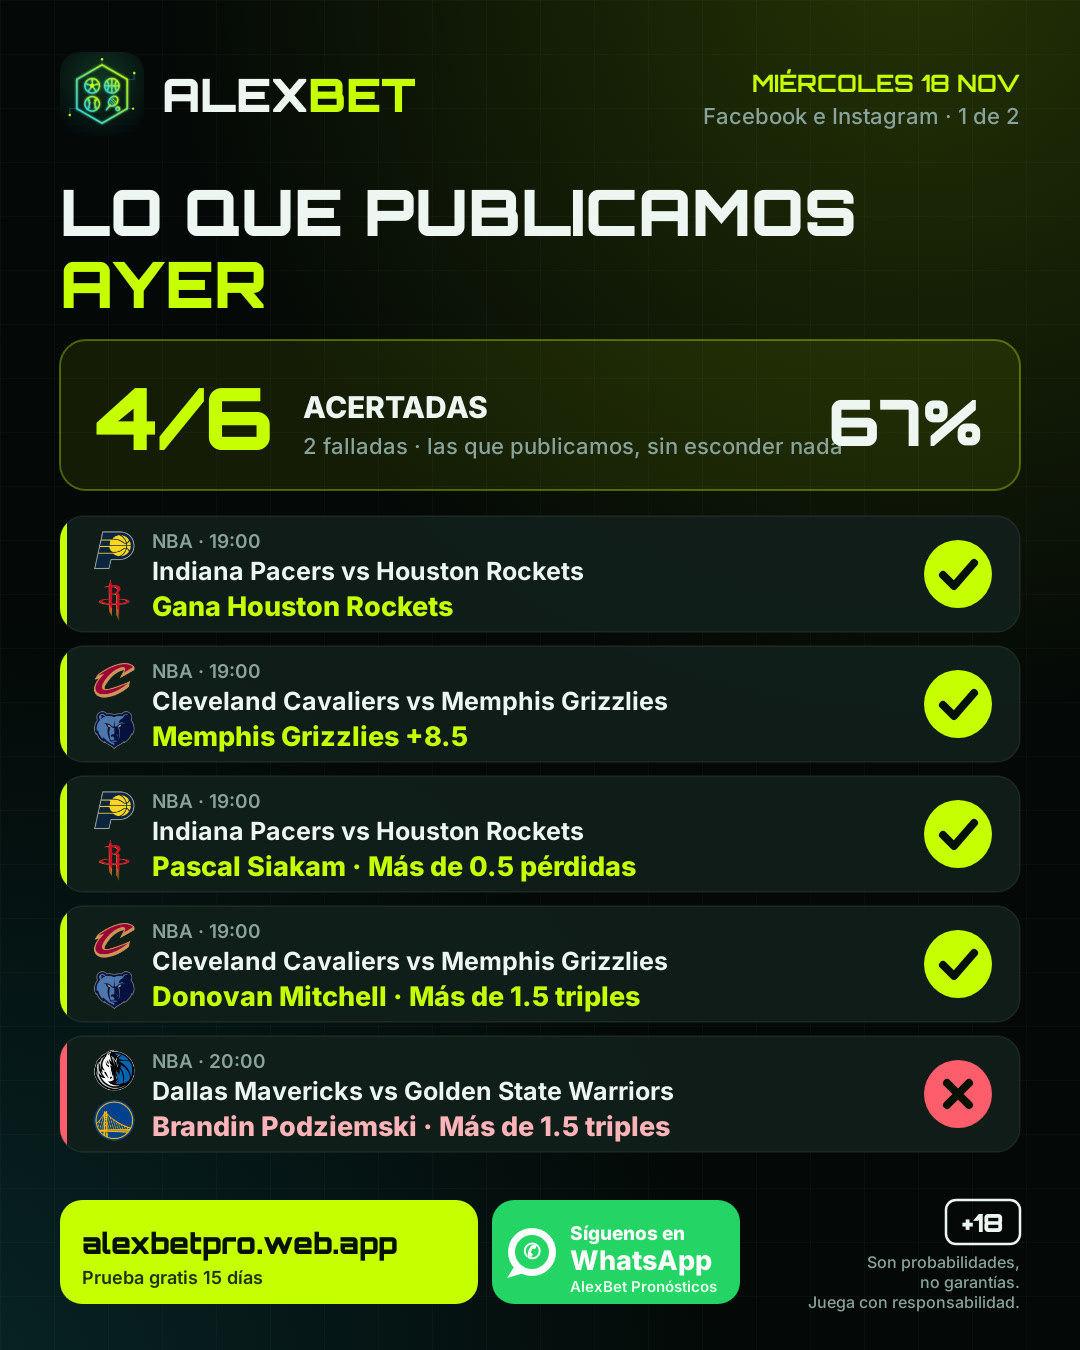 ALEXBET
MIÉRCOLES 18 NOV
Facebook e Instagram · 1 de 2
LO QUE PUBLICAMOS
AYER
4/6
ACERTADAS
2 falladas · las que publicamos, sin esconder nada
67%
NBA · 19:00
Indiana Pacers vs Houston Rockets
Gana Houston Rockets
NBA · 19:00
Cleveland Cavaliers vs Memphis Grizzlies
Memphis Grizzlies +8.5
NBA · 19:00
Indiana Pacers vs Houston Rockets
Pascal Siakam · Más de 0.5 pérdidas
NBA · 19:00
Cleveland Cavaliers vs Memphis Grizzlies
Donovan Mitchell · Más de 1.5 triples
NBA · 20:00
Dallas Mavericks vs Golden State Warriors
Brandin Podziemski · Más de 1.5 triples
alexbetpro.web.app
Prueba gratis 15 días
Síguenos en
WhatsApp
AlexBet Pronósticos
+18
Son probabilidades,
no garantías.
Juega con responsabilidad.